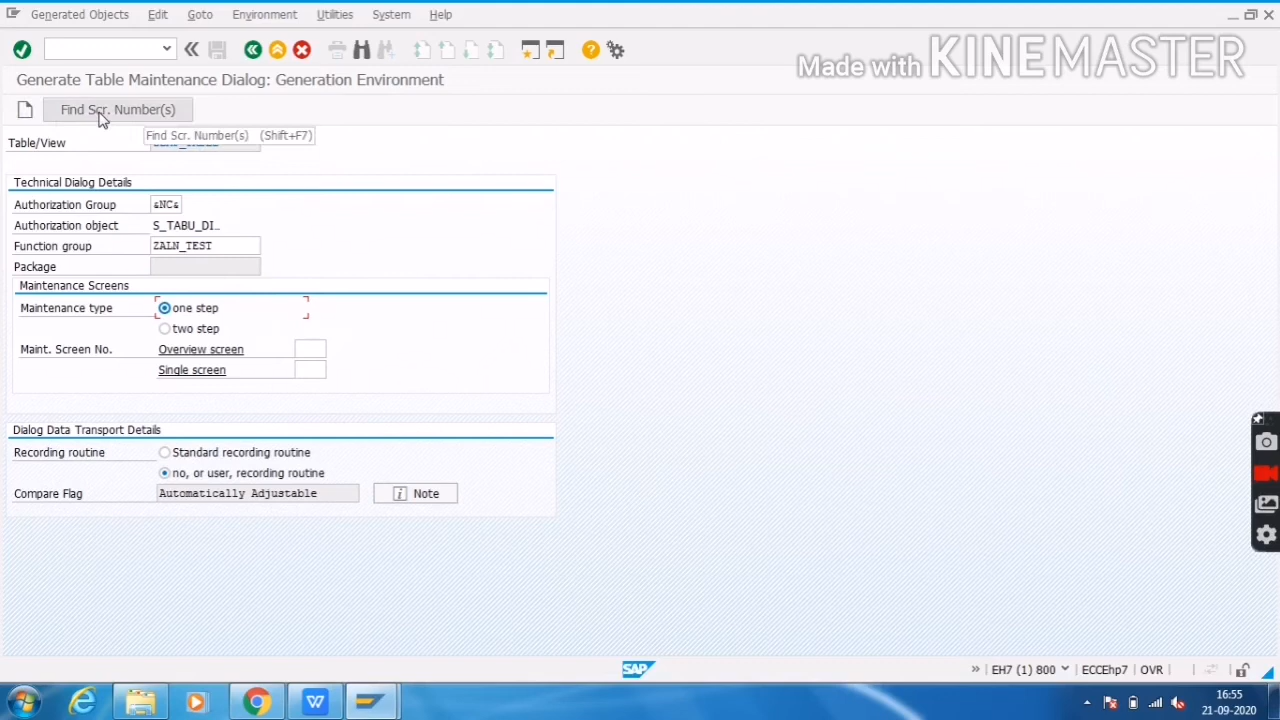 Generated Objects Edit Goto Environment Utilities System Help
Made with KINEMASTER
Generate Table Maintenance Dialog: Generation Environment
Find Scr. Number(s)
Find Scr. Number(s) (Shift+F7)
Table/View
Technical Dialog Details
Authorization Group &NC&
Authorization object S_TABU_DI..
Function group ZALN_TEST
Package
Maintenance Screens
Maintenance type one step
two step
Maint. Screen No. Overview screen
Single screen
Dialog Data Transport Details
Recording routine Standard recording routine
no, or user, recording routine
Compare Flag Automatically Adjustable Note
SAP
» EH7 (1) 800 ECCEhp7 OVR
16:55
21-09-2020